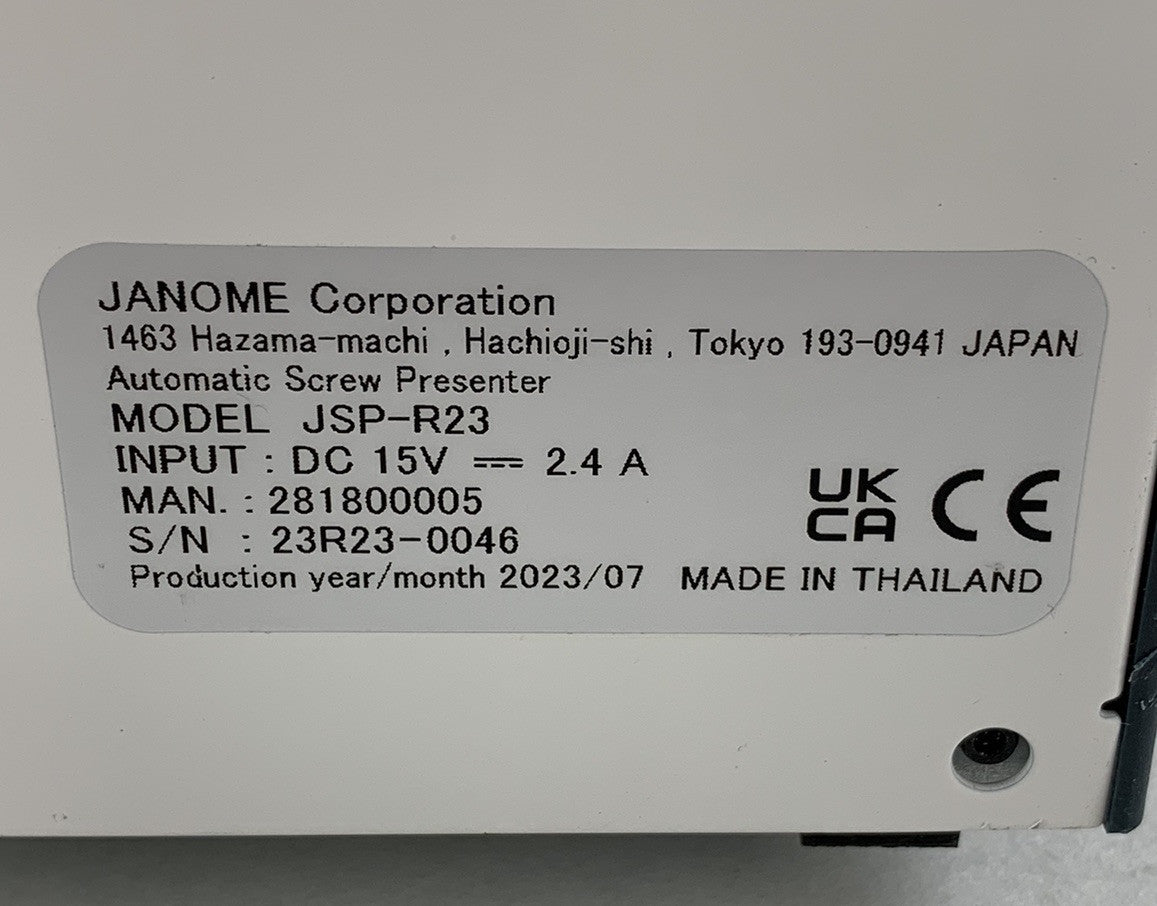 JANOME Corporation
1463 Hazama-machi , Hachioji-shi , Tokyo 193-0941 JAPAN
Automatic Screw Presenter
MODEL JSP-R23
INPUT : DC 15V ⎓ 2.4 A
MAN. : 281800005
S/N : 23R23-0046
Production year/month 2023/07 MADE IN THAILAND
UK
CA
CE